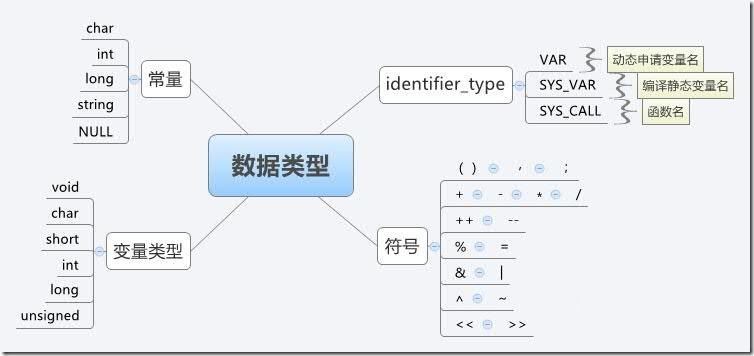 数据类型
常量
char
int
long
string
NULL
变量类型
void
char
short
int
long
unsigned
identifier_type
VAR 动态申请变量名
SYS_VAR 编译静态变量名
SYS_CALL 函数名
符号
( ) , ;
+ - * /
++ --
% =
& |
^ ~
<< >>